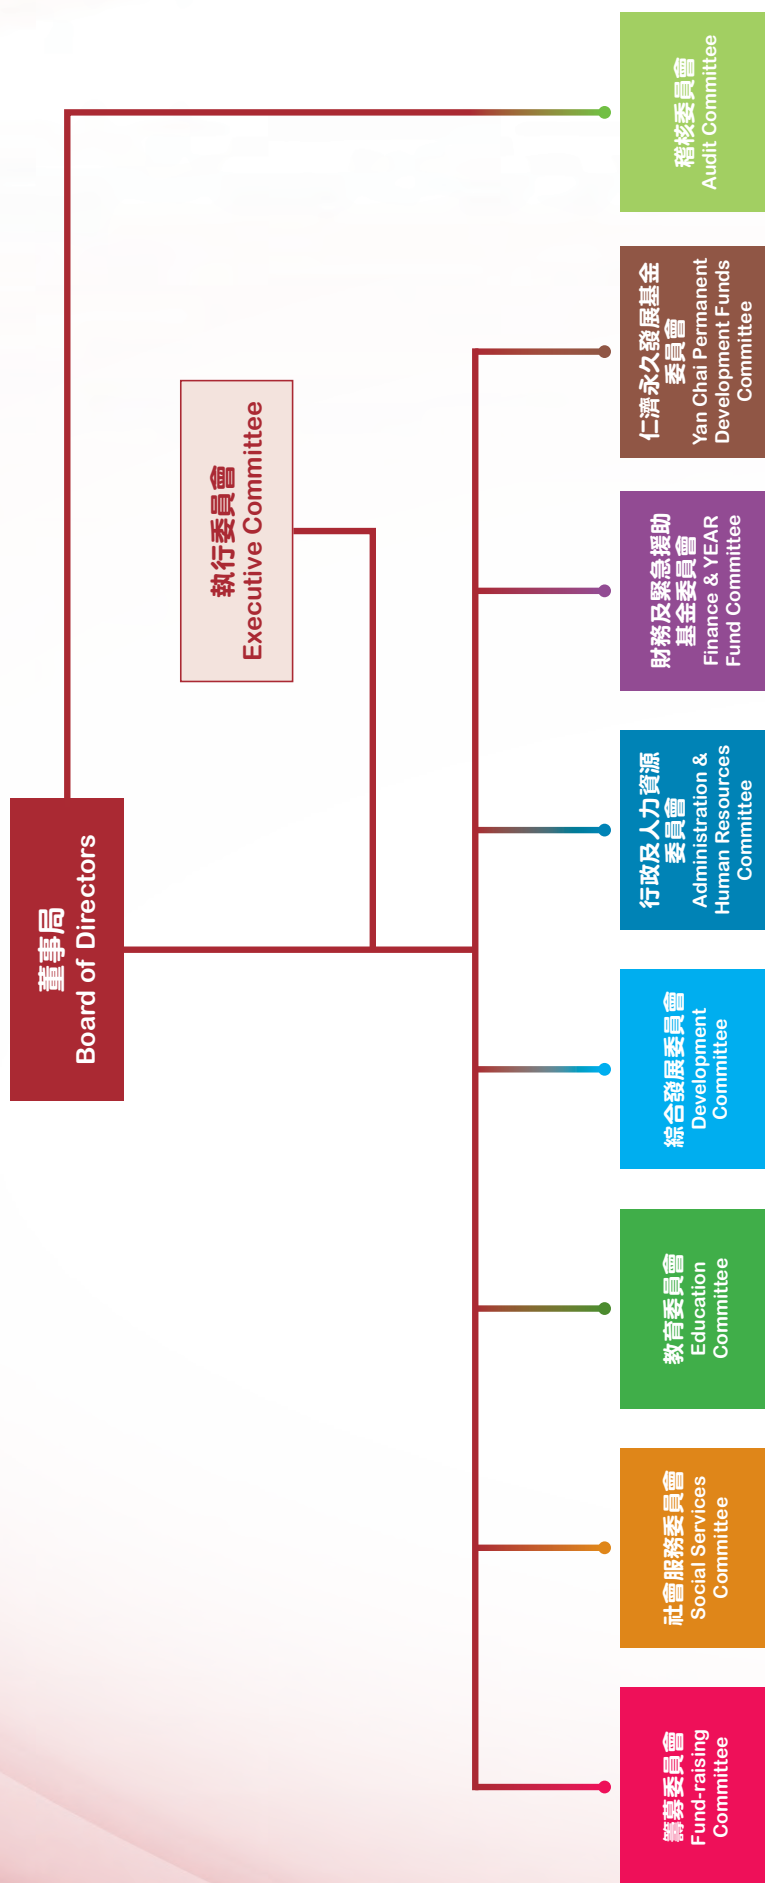 董事局
Board of Directors
執行委員會
Executive Committee
籌募委員會
Fund-raising
Committee
社會服務委員會
Social Services
Committee
教育委員會
Education
Committee
綜合發展委員會
Development
Committee
行政及人力資源
委員會
Administration &
Human Resources
Committee
財務及緊急援助
基金委員會
Finance & YEAR
Fund Committee
仁濟永久發展基金
委員會
Yan Chai Permanent
Development Funds
Committee
稽核委員會
Audit Committee